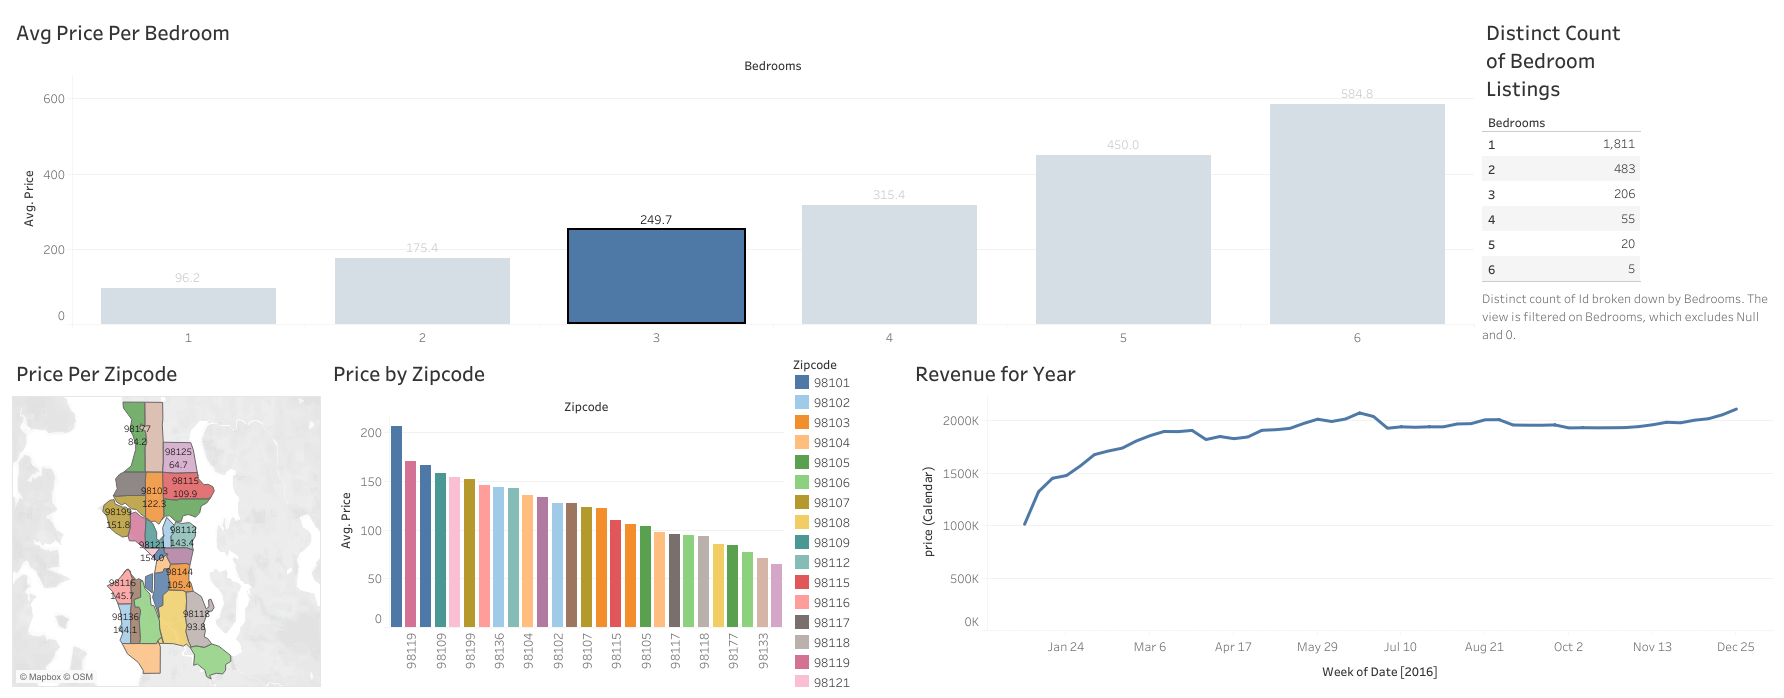 Avg Price Per Bedroom
Bedrooms
Avg. Price
600
400
200
0
96.2
175.4
249.7
315.4
450.0
584.8
1
2
3
4
5
6
Distinct Count
of Bedroom
Listings
Bedrooms
1 1,811
2 483
3 206
4 55
5 20
6 5
Distinct count of Id broken down by Bedrooms. The
view is filtered on Bedrooms, which excludes Null
and 0.
Price Per Zipcode
98177
84.2
98125
64.7
98115
109.9
98103
122.3
98199
151.8
98112
143.4
98121
154.0
98144
105.4
98116
145.7
98136
144.1
98118
93.8
© Mapbox © OSM
Price by Zipcode
Zipcode
Avg. Price
200
150
100
50
0
98119
98109
98199
98136
98104
98102
98107
98115
98105
98117
98118
98177
98133
Zipcode
98101
98102
98103
98104
98105
98106
98107
98108
98109
98112
98115
98116
98117
98118
98119
98121
Revenue for Year
price (Calendar)
2000K
1500K
1000K
500K
0K
Jan 24
Mar 6
Apr 17
May 29
Jul 10
Aug 21
Oct 2
Nov 13
Dec 25
Week of Date [2016]